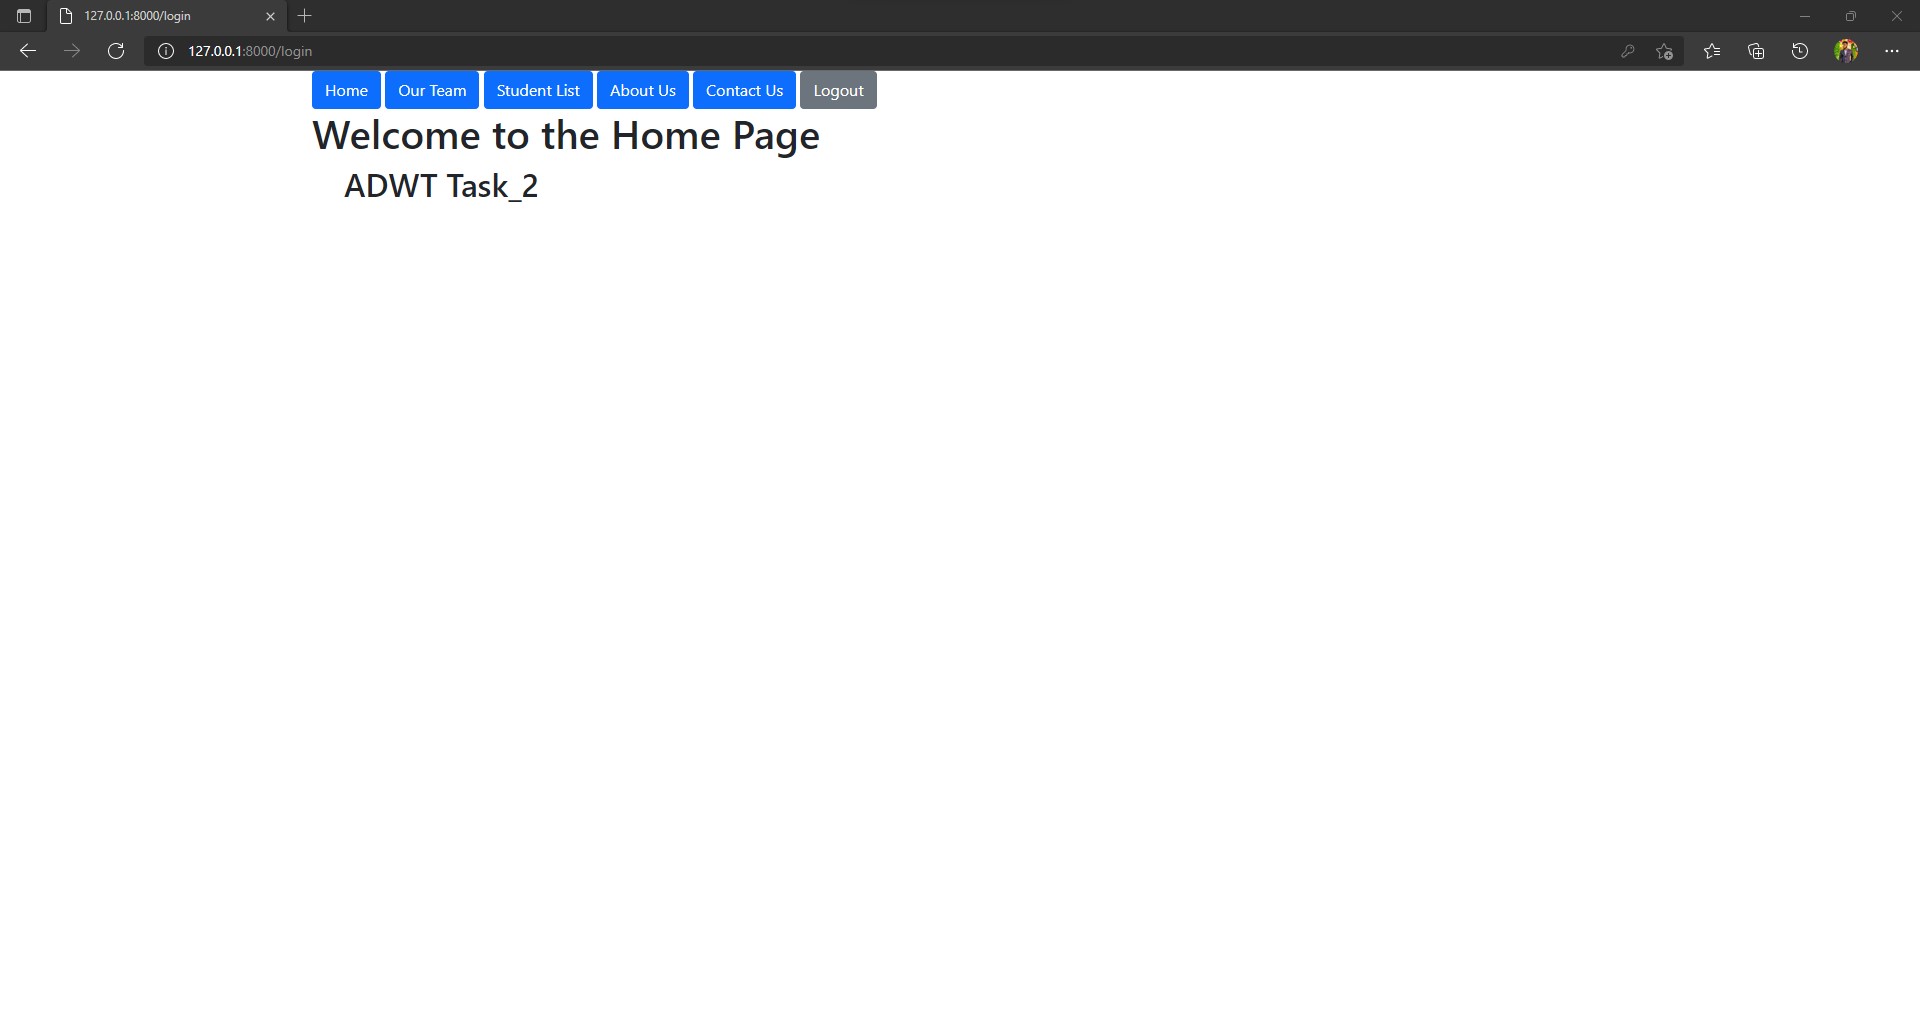 127.0.0.1:8000/login
127.0.0.1:8000/login
Home Our Team Student List About Us Contact Us Logout
Welcome to the Home Page
ADWT Task_2